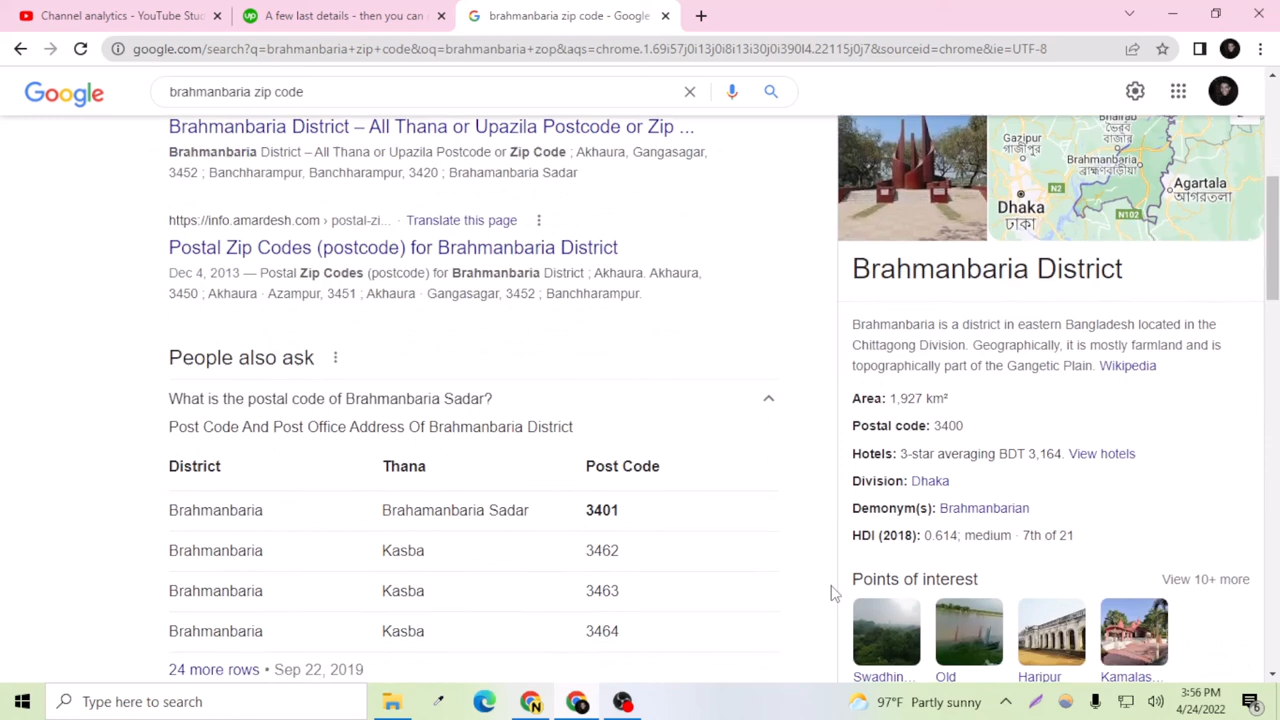 Channel analytics - YouTube Stud
A few last details - then you can c
brahmanbaria zip code - Google
google.com/search?q=brahmanbaria+zip+code&oq=brahmanbaria+zop&aqs=chrome.1.69i57j0i13j0i8i13i30j0i390l4.22115j0j7&sourceid=chrome&ie=UTF-8
Google
brahmanbaria zip code
Brahmanbaria District – All Thana or Upazila Postcode or Zip ...
Brahmanbaria District – All Thana or Upazila Postcode or Zip Code ; Akhaura, Gangasagar,
3452 ; Banchharampur, Banchharampur, 3420 ; Brahamanbaria Sadar
https://info.amardesh.com › postal-zi... · Translate this page
Postal Zip Codes (postcode) for Brahmanbaria District
Dec 4, 2013 — Postal Zip Codes (postcode) for Brahmanbaria District ; Akhaura. Akhaura,
3450 ; Akhaura · Azampur, 3451 ; Akhaura · Gangasagar, 3452 ; Banchharampur.
People also ask
What is the postal code of Brahmanbaria Sadar?
Post Code And Post Office Address Of Brahmanbaria District
District Thana Post Code
Brahmanbaria Brahamanbaria Sadar 3401
Brahmanbaria Kasba 3462
Brahmanbaria Kasba 3463
Brahmanbaria Kasba 3464
24 more rows • Sep 22, 2019
Bhairab
ভৈরব
বাজার
Gazipur
গাজীপুর
Brahmanbaria
ব্রাহ্মণবাড়ীয়া
N2
Agartala
আগরতলা
Dhaka
ঢাকা
N102
Brahmanbaria District
Brahmanbaria is a district in eastern Bangladesh located in the
Chittagong Division. Geographically, it is mostly farmland and is
topographically part of the Gangetic Plain. Wikipedia
Area: 1,927 km²
Postal code: 3400
Hotels: 3-star averaging BDT 3,164. View hotels
Division: Dhaka
Demonym(s): Brahmanbarian
HDI (2018): 0.614; medium · 7th of 21
Points of interest View 10+ more
Swadhin... Old Haripur Kamalas...
Type here to search
97°F Partly sunny
3:56 PM
4/24/2022
6